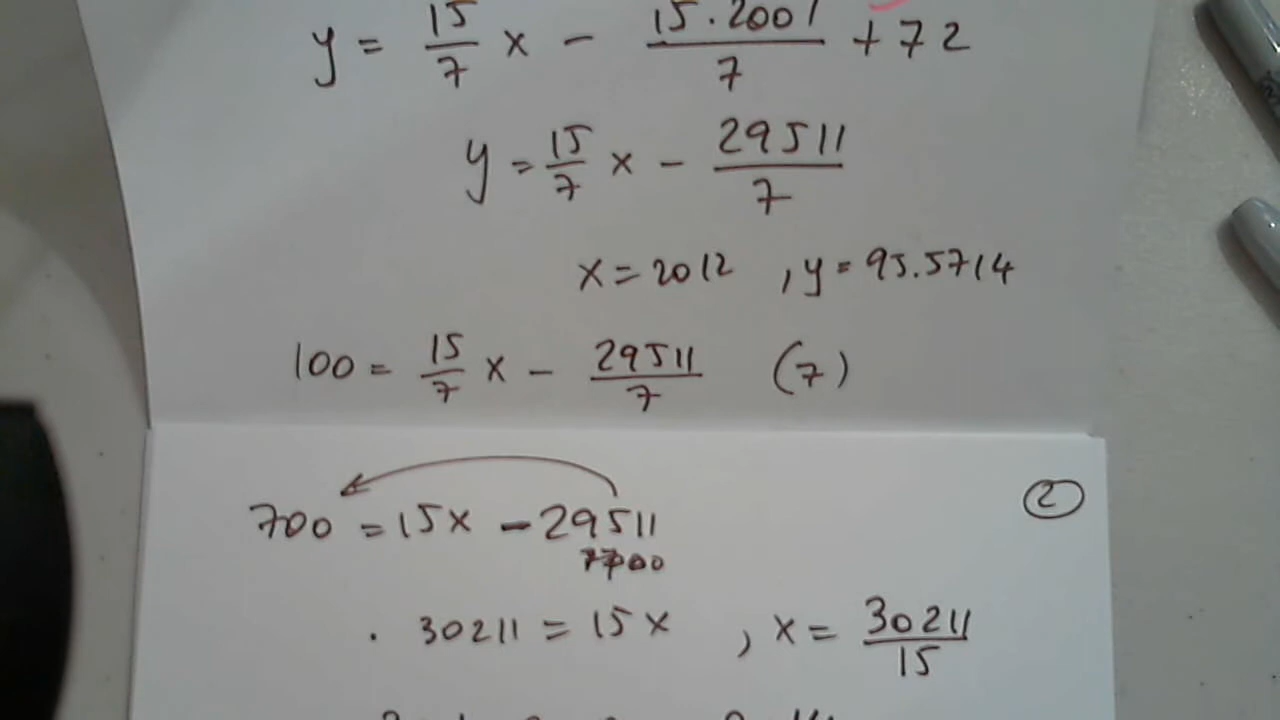 y = 15/7 x - 15.2001/7 + 72
y = 15/7 x - 29511/7
x = 2012 , y = 95.5714
100 = 15/7 x - 29511/7 (7)
2
700 = 15x - 29511
. 30211 = 15x , x = 30211/15